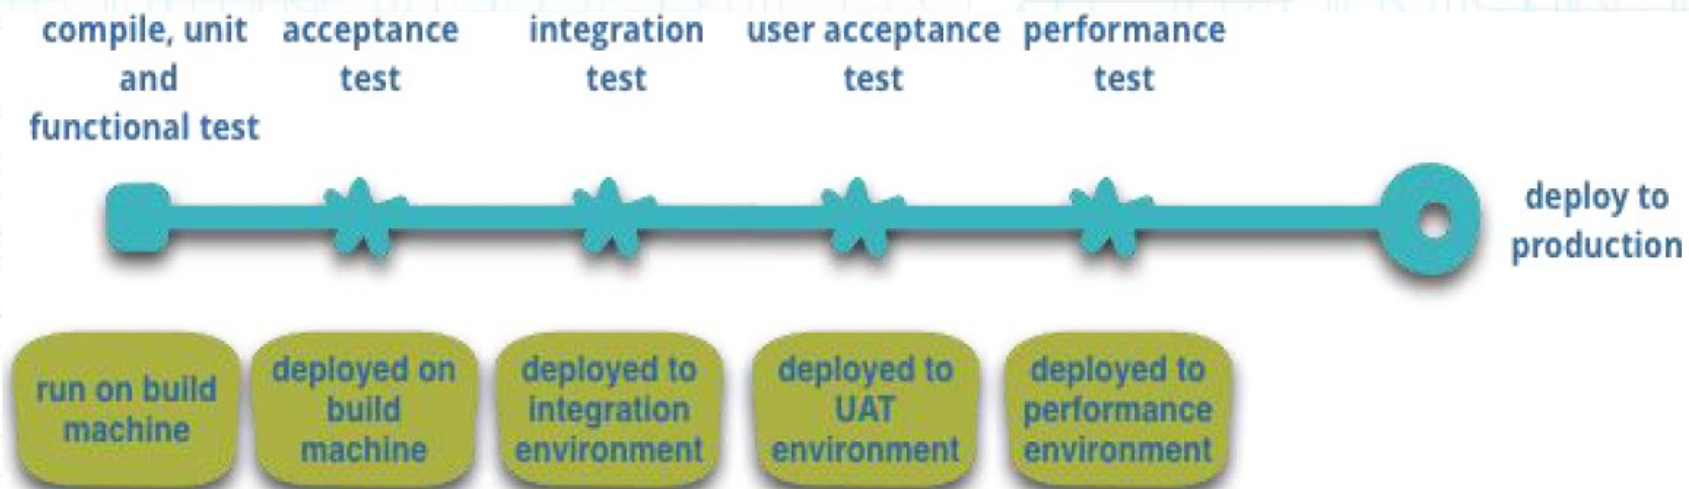 compile, unit
and
functional test
acceptance
test
integration
test
user acceptance
test
performance
test
deploy to
production
run on build
machine
deployed on
build
machine
deployed to
integration
environment
deployed to
UAT
environment
deployed to
performance
environment